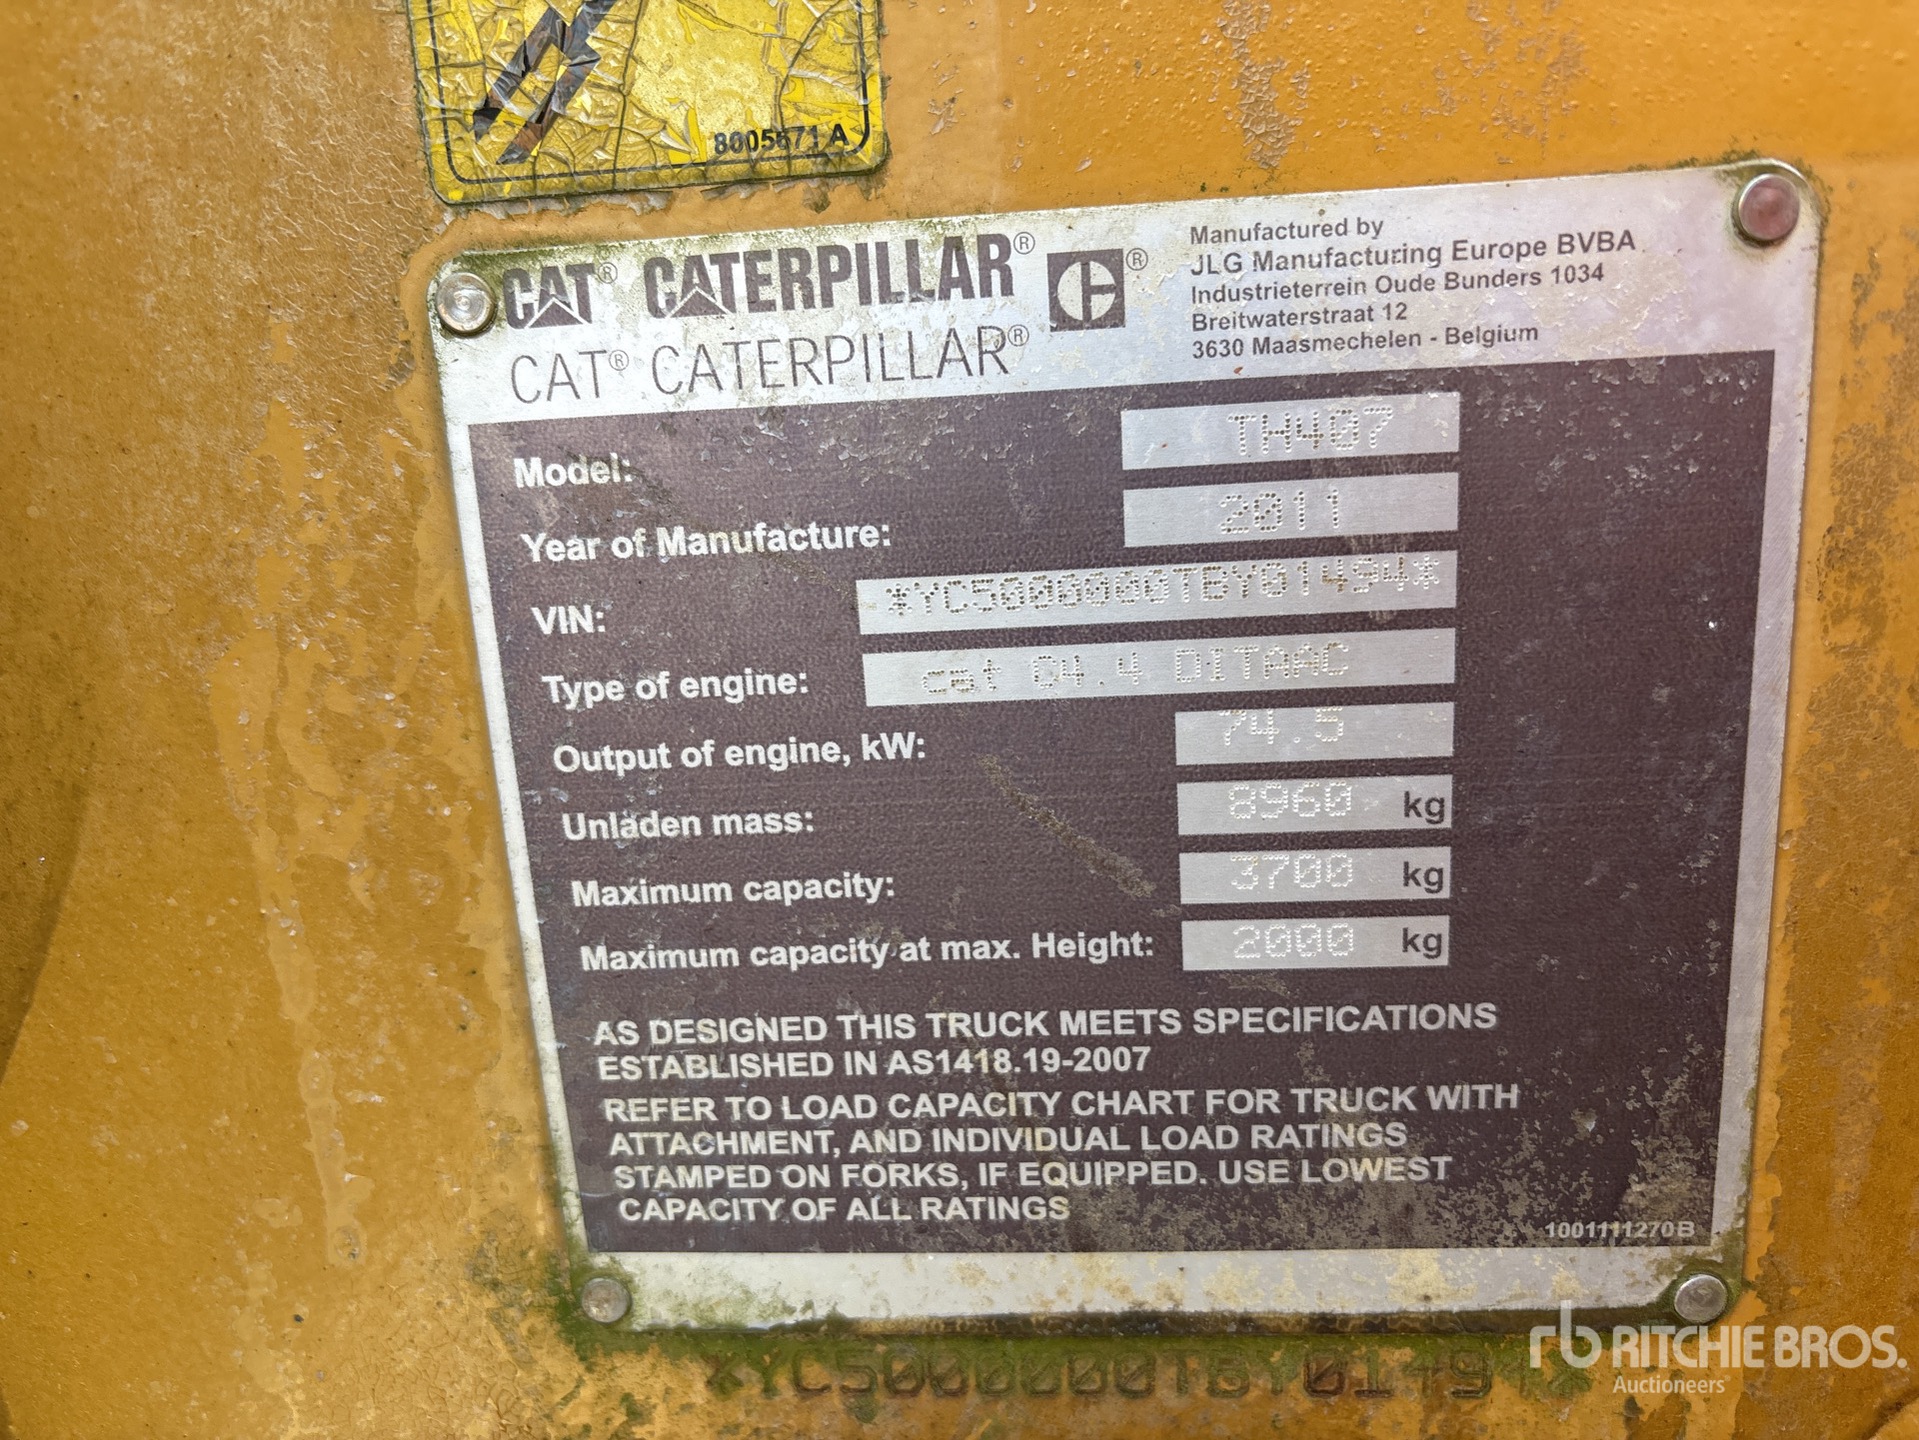 8005671 A
CAT® CATERPILLAR® C®
CAT® CATERPILLAR®
Manufactured by
JLG Manufacturing Europe BVBA
Industrieterrein Oude Bunders 1034
Breitwaterstraat 12
3630 Maasmechelen - Belgium
Model: TH407
Year of Manufacture: 2011
VIN: *YC5000000TBY01494*
Type of engine: cat C4.4 DITAAC
Output of engine, kW: 74.5
Unladen mass: 8960 kg
Maximum capacity: 3700 kg
Maximum capacity at max. Height: 2000 kg
AS DESIGNED THIS TRUCK MEETS SPECIFICATIONS
ESTABLISHED IN AS1418.19-2007
REFER TO LOAD CAPACITY CHART FOR TRUCK WITH
ATTACHMENT, AND INDIVIDUAL LOAD RATINGS
STAMPED ON FORKS, IF EQUIPPED. USE LOWEST
CAPACITY OF ALL RATINGS
1001111270B
*YC5000000TBY01494*
rb RITCHIE BROS.
Auctioneers